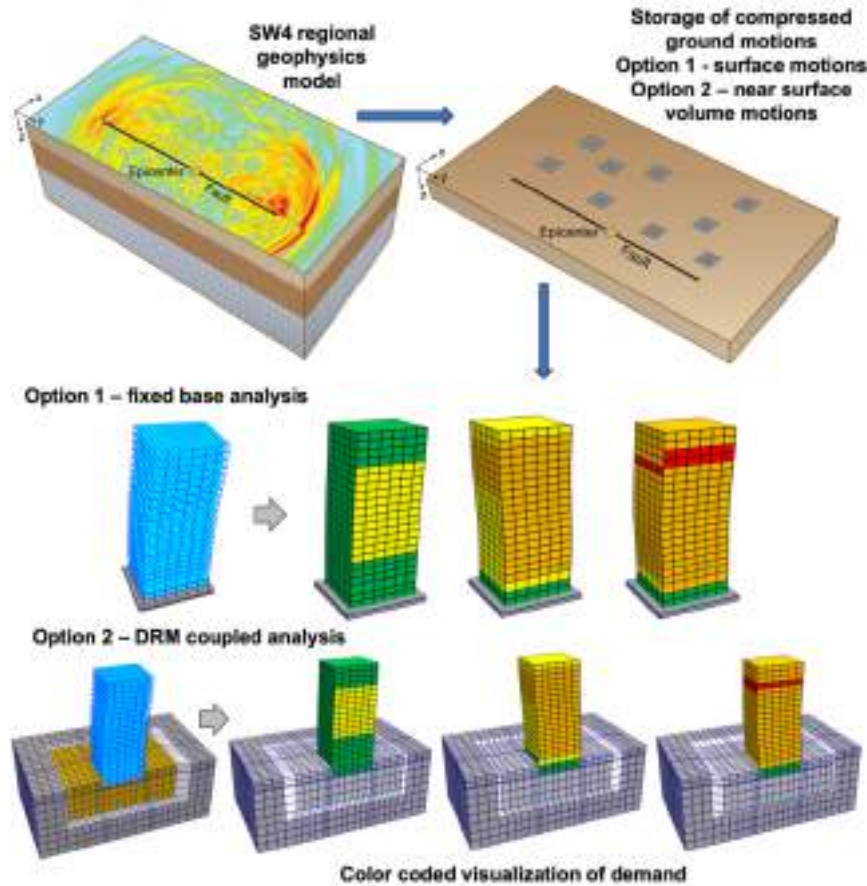 SW4 regional
geophysics
model
Storage of compressed
ground motions
Option 1 - surface motions
Option 2 – near surface
volume motions
Epicenter
Fault
Epicenter
Fault
Option 1 – fixed base analysis
Option 2 – DRM coupled analysis
Color coded visualization of demand